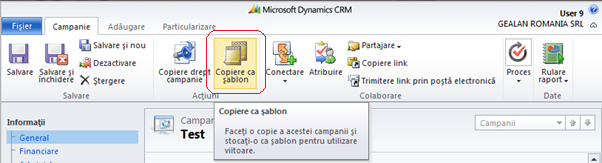 Microsoft Dynamics CRM
User 9
GEALAN ROMANIA SRL
Fișier
Campanie
Adăugare
Particularizare
Salvare
Salvare și închidere
Salvare și nou
Dezactivare
Ștergere
Salvare
Copiere drept campanie
Copiere ca șablon
Acțiuni
Conectare
Atribuire
Partajare
Copiere link
Trimitere link prin poștă electronică
Colaborare
Proces
Rulare raport
Date
Copiere ca șablon
Faceți o copie a acestei campanii și
stocați-o ca șablon pentru utilizare
viitoare.
Informații
General
Financiare
Campa
Test
Campanii